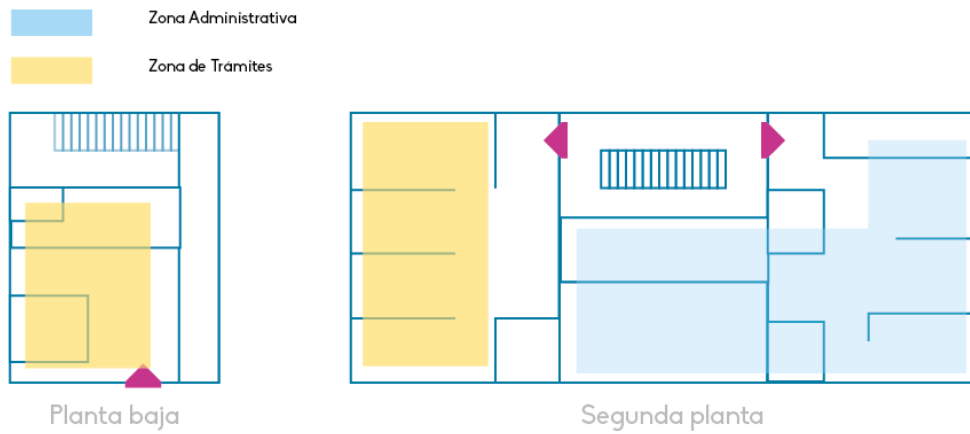 Zona Administrativa
Zona de Trámites
Planta baja
Segunda planta